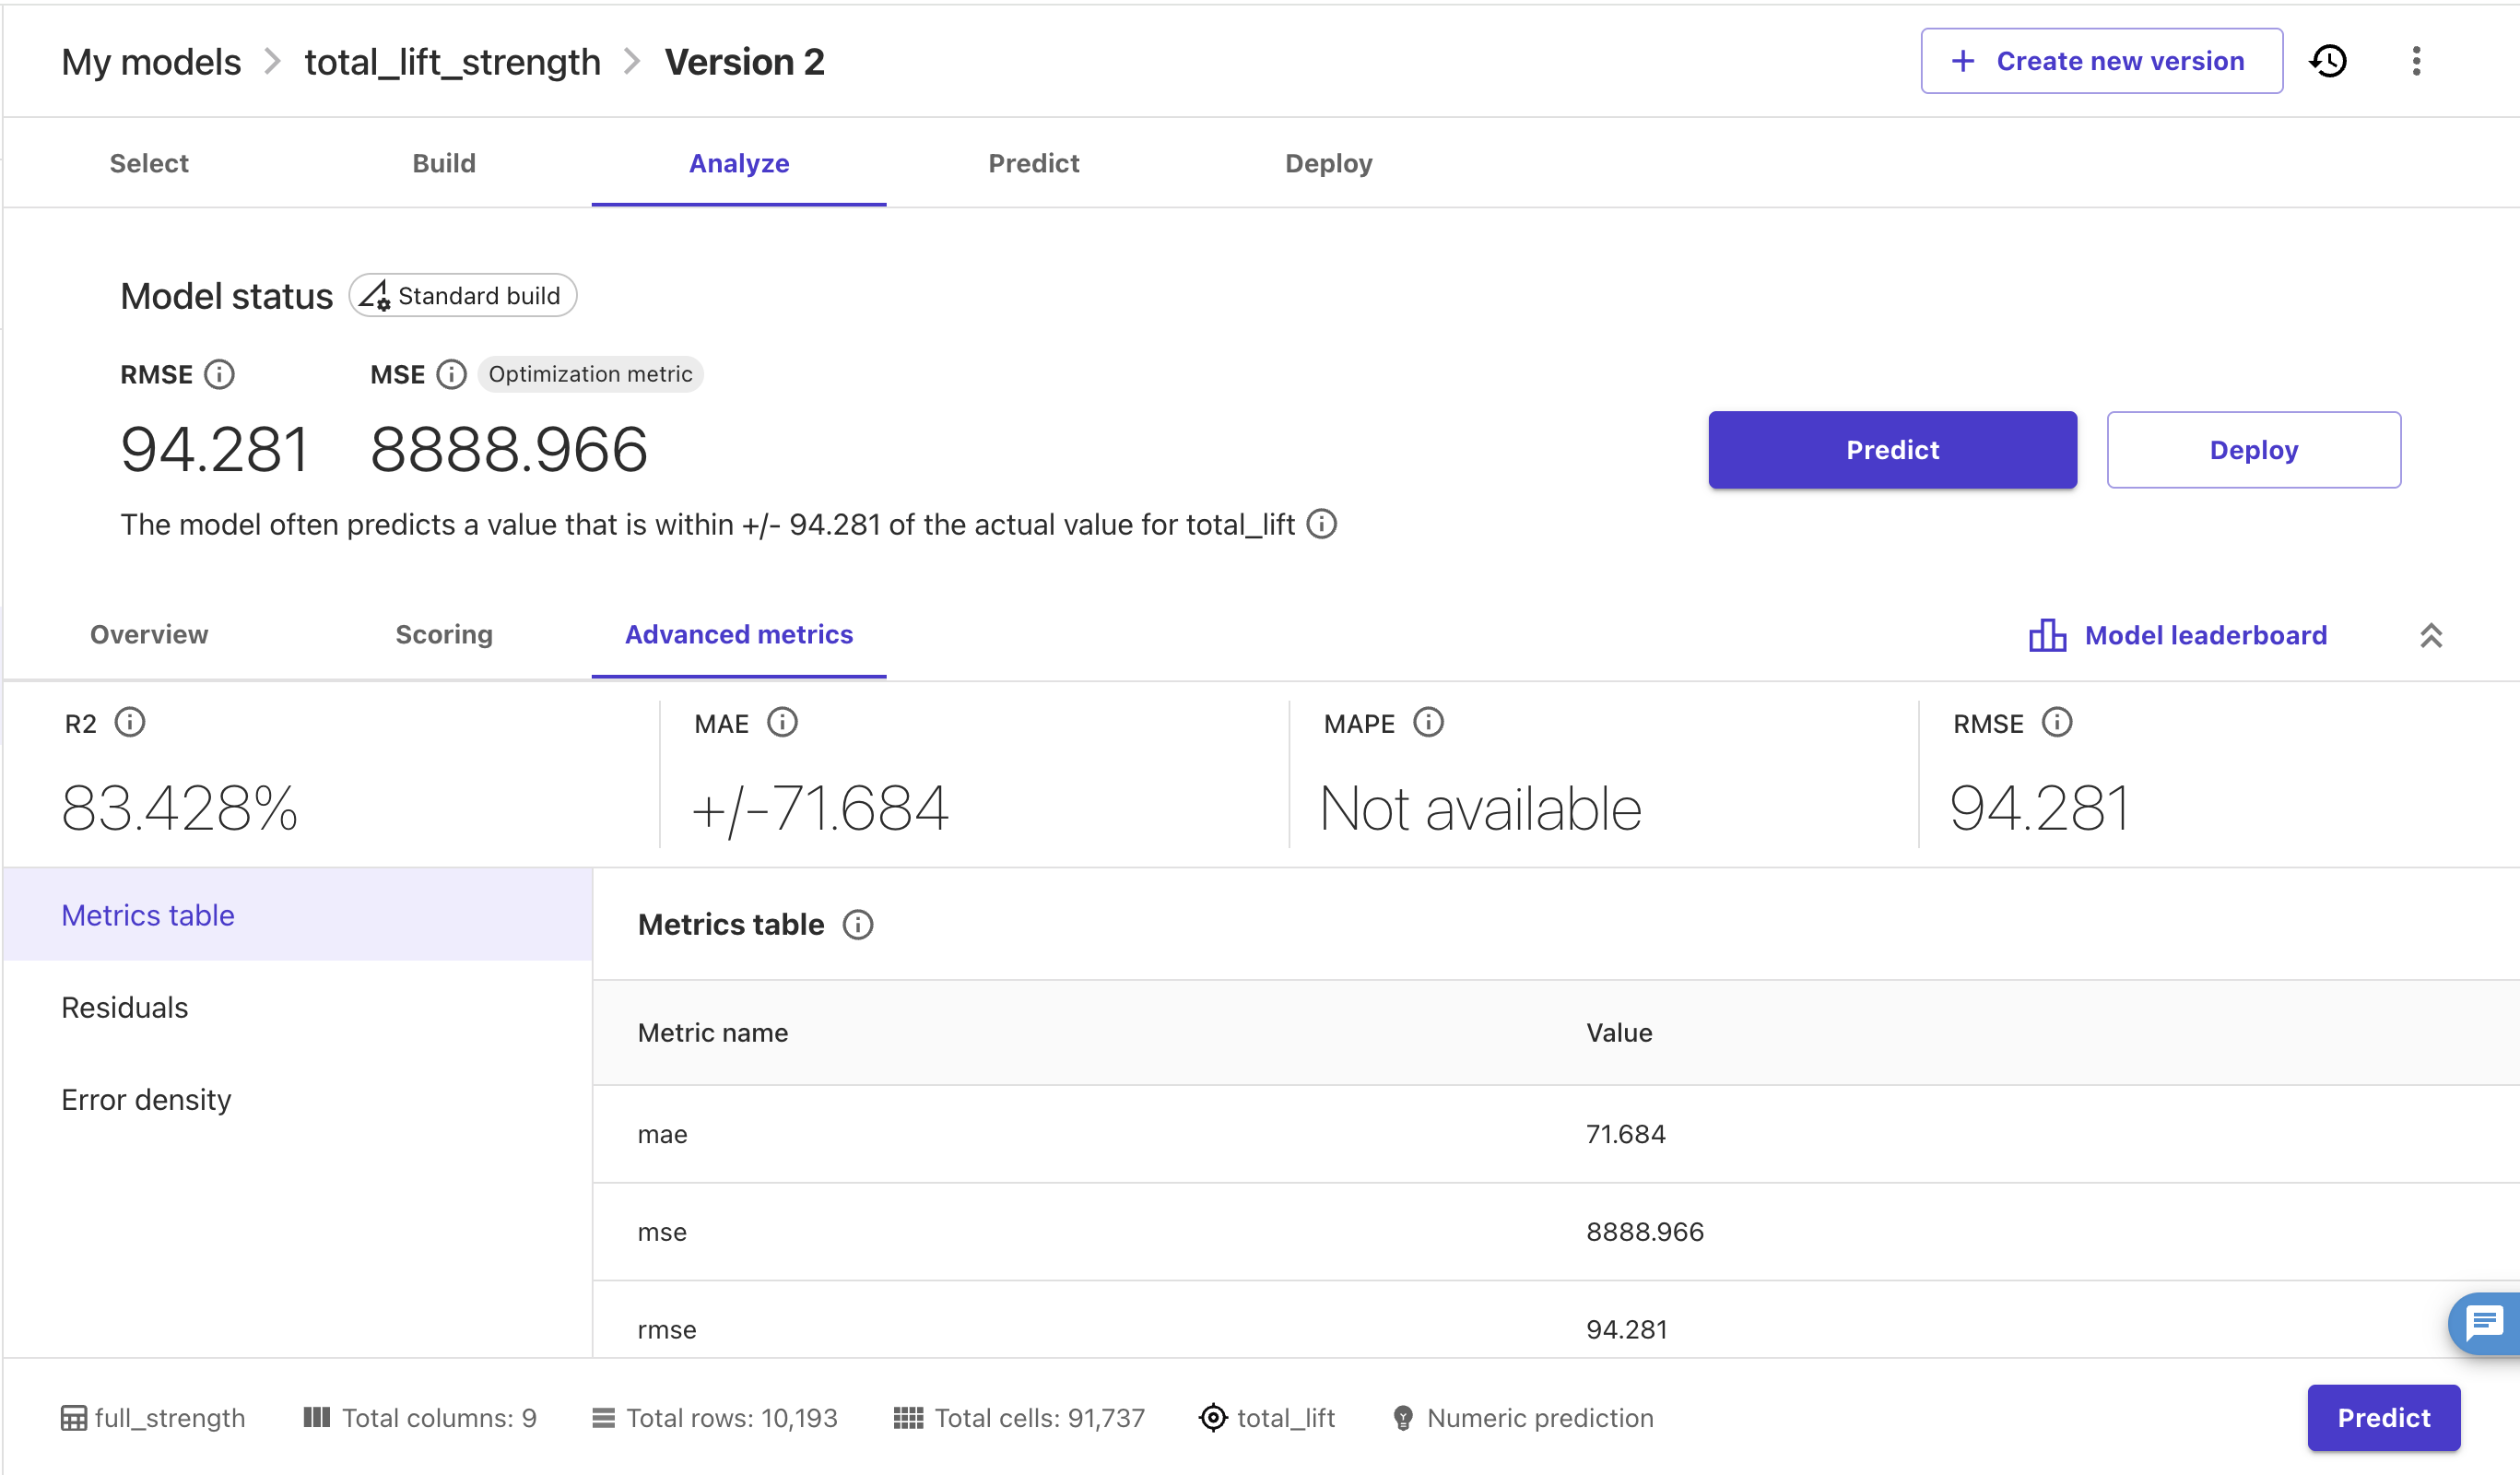 My models > total_lift_strength > Version 2
+ Create new version
Select Build Analyze Predict Deploy
Model status Standard build
RMSE MSE Optimization metric
94.281 8888.966
Predict Deploy
The model often predicts a value that is within +/- 94.281 of the actual value for total_lift
Overview Scoring Advanced metrics Model leaderboard
R2 MAE MAPE RMSE
83.428% +/-71.684 Not available 94.281
Metrics table
Residuals
Error density
Metrics table
Metric name Value
mae 71.684
mse 8888.966
rmse 94.281
full_strength Total columns: 9 Total rows: 10,193 Total cells: 91,737 total_lift Numeric prediction Predict